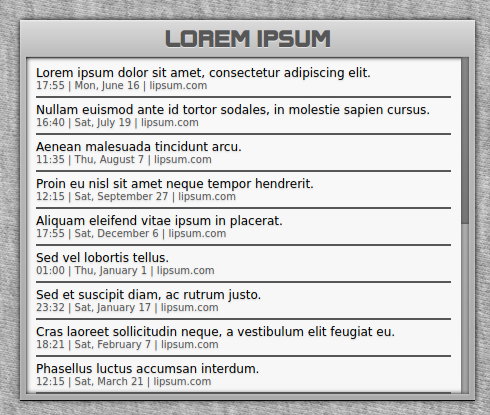 LOREM IPSUM
Lorem ipsum dolor sit amet, consectetur adipiscing elit.
17:55 | Mon, June 16 | lipsum.com
Nullam euismod ante id tortor sodales, in molestie sapien cursus.
16:40 | Sat, July 19 | lipsum.com
Aenean malesuada tincidunt arcu.
11:35 | Thu, August 7 | lipsum.com
Proin eu nisl sit amet neque tempor hendrerit.
12:15 | Sat, September 27 | lipsum.com
Aliquam eleifend vitae ipsum in placerat.
17:55 | Sat, December 6 | lipsum.com
Sed vel lobortis tellus.
01:00 | Thu, January 1 | lipsum.com
Sed et suscipit diam, ac rutrum justo.
23:32 | Sat, January 17 | lipsum.com
Cras laoreet sollicitudin neque, a vestibulum elit feugiat eu.
18:21 | Sat, February 7 | lipsum.com
Phasellus luctus accumsan interdum.
12:15 | Sat, March 21 | lipsum.com